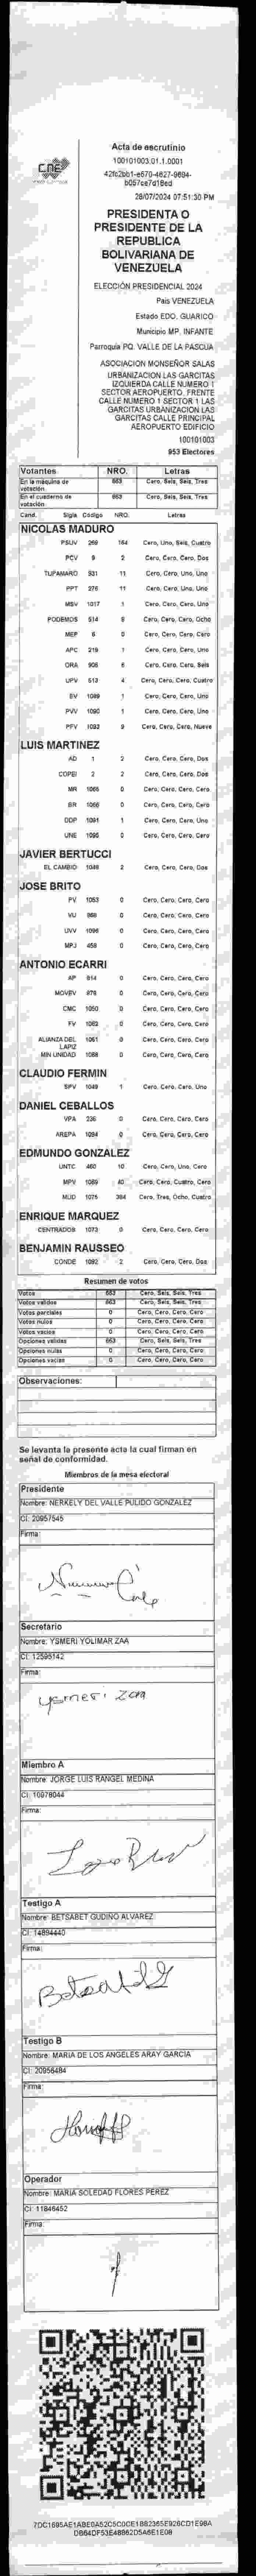 CNE
Acta de escrutinio
100101003.01.1.0001
42fc2bb1-e670-4827-9694-
b057ce7d18ed
28/07/2024 07:51:30 PM
PRESIDENTA O
PRESIDENTE DE LA
REPUBLICA
BOLIVARIANA DE
VENEZUELA
ELECCIÓN PRESIDENCIAL 2024
Pais VENEZUELA
Estado EDO. GUARICO
Municipio MP. INFANTE
Parroquia PQ. VALLE DE LA PASCUA
ASOCIACION MONSEÑOR SALAS
URBANIZACION LAS GARCITAS
IZQUIERDA CALLE NUMERO 1
SECTOR AEROPUERTO. FRENTE
CALLE NUMERO 1 SECTOR 1 LAS
GARCITAS URBANIZACION LAS
GARCITAS CALLE PRINCIPAL
AEROPUERTO EDIFICIO
100101003
953 Electores
Votantes NRO. Letras
En la máquina de votación 663 Cero, Seis, Seis, Tres
En el cuaderno de votación 663 Cero, Seis, Seis, Tres
Cand. Sigla Código NRO. Letras
NICOLAS MADURO
PSUV 266 164 Cero, Uno, Seis, Cuatro
PCV 9 2 Cero, Cero, Cero, Dos
TUPAMARO 531 11 Cero, Cero, Uno, Uno
PPT 276 11 Cero, Cero, Uno, Uno
MSV 1017 1 Cero, Cero, Cero, Uno
PODEMOS 514 8 Cero, Cero, Cero, Ocho
MEP 6 0 Cero, Cero, Cero, Cero
APC 219 1 Cero, Cero, Cero, Uno
ORA 906 6 Cero, Cero, Cero, Seis
UPV 513 4 Cero, Cero, Cero, Cuatro
EV 1089 1 Cero, Cero, Cero, Uno
PVV 1090 1 Cero, Cero, Cero, Uno
PFV 1093 9 Cero, Cero, Cero, Nueve
LUIS MARTINEZ
AD 1 2 Cero, Cero, Cero, Dos
COPEI 2 2 Cero, Cero, Cero, Dos
MR 1065 0 Cero, Cero, Cero, Cero
BR 1066 0 Cero, Cero, Cero, Cero
DDP 1091 1 Cero, Cero, Cero, Uno
UNE 1095 0 Cero, Cero, Cero, Cero
JAVIER BERTUCCI
EL CAMBIO 1048 2 Cero, Cero, Cero, Dos
JOSE BRITO
PV 1053 0 Cero, Cero, Cero, Cero
VU 968 0 Cero, Cero, Cero, Cero
UVV 1096 0 Cero, Cero, Cero, Cero
MPJ 458 0 Cero, Cero, Cero, Cero
ANTONIO ECARRI
AP 914 0 Cero, Cero, Cero, Cero
MOVEV 979 0 Cero, Cero, Cero, Cero
CMC 1050 0 Cero, Cero, Cero, Cero
FV 1062 0 Cero, Cero, Cero, Cero
ALIANZA DEL LAPIZ 1061 0 Cero, Cero, Cero, Cero
MIN UNIDAD 1088 0 Cero, Cero, Cero, Cero
CLAUDIO FERMIN
SPV 1049 1 Cero, Cero, Cero, Uno
DANIEL CEBALLOS
VPA 236 0 Cero, Cero, Cero, Cero
AREPA 1094 0 Cero, Cero, Cero, Cero
EDMUNDO GONZALEZ
UNTC 460 10 Cero, Cero, Uno, Cero
MPV 1069 40 Cero, Cero, Cuatro, Cero
MUD 1075 384 Cero, Tres, Ocho, Cuatro
ENRIQUE MARQUEZ
CENTRADOS 1072 0 Cero, Cero, Cero, Cero
BENJAMIN RAUSSEO
CONDE 1092 2 Cero, Cero, Cero, Dos
Resumen de votos
Votos 663 Cero, Seis, Seis, Tres
Votos validos 663 Cero, Seis, Seis, Tres
Votos parciales 0 Cero, Cero, Cero, Cero
Votos nulos 0 Cero, Cero, Cero, Cero
Votos vacios 0 Cero, Cero, Cero, Cero
Opciones validas 663 Cero, Seis, Seis, Tres
Opciones nulas 0 Cero, Cero, Cero, Cero
Opciones vacias 0 Cero, Cero, Cero, Cero
Observaciones:
Se levanta la presente acta la cual firman en
señal de conformidad.
Miembros de la mesa electoral
Presidente
Nombre: NERKELY DEL VALLE PULIDO GONZALEZ
CI: 20957545
Firma:
Secretario
Nombre: YSMERI YOLIMAR ZAA
CI: 12595142
Firma:
ysmeri zaa
Miembro A
Nombre: JORGE LUIS RANGEL MEDINA
CI: 10978044
Firma:
Testigo A
Nombre: BETSABET GUDIÑO ALVAREZ
CI: 14894440
Firma:
Testigo B
Nombre: MARIA DE LOS ANGELES ARAY GARCIA
CI: 20956484
Firma:
Operador
Nombre: MARIA SOLEDAD FLORES PEREZ
CI: 11846452
Firma:
7DC1695AE1ABE0A52C5C0DE1882365E926CD1E98A
DB64DF53E48862D5A6E1E08